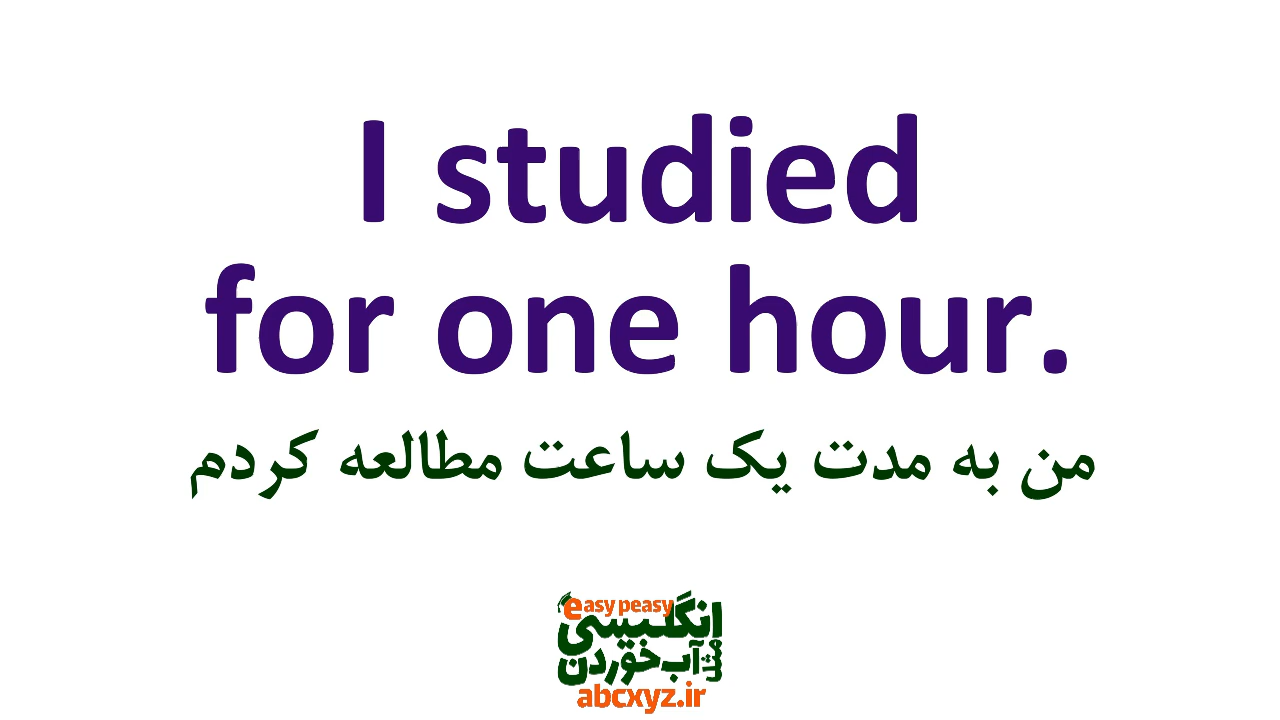 I studied
for one hour.
من به مدت یک ساعت مطالعه کردم
easy peasy
انگلیسی
مثل
آب خوردن
abcxyz.ir